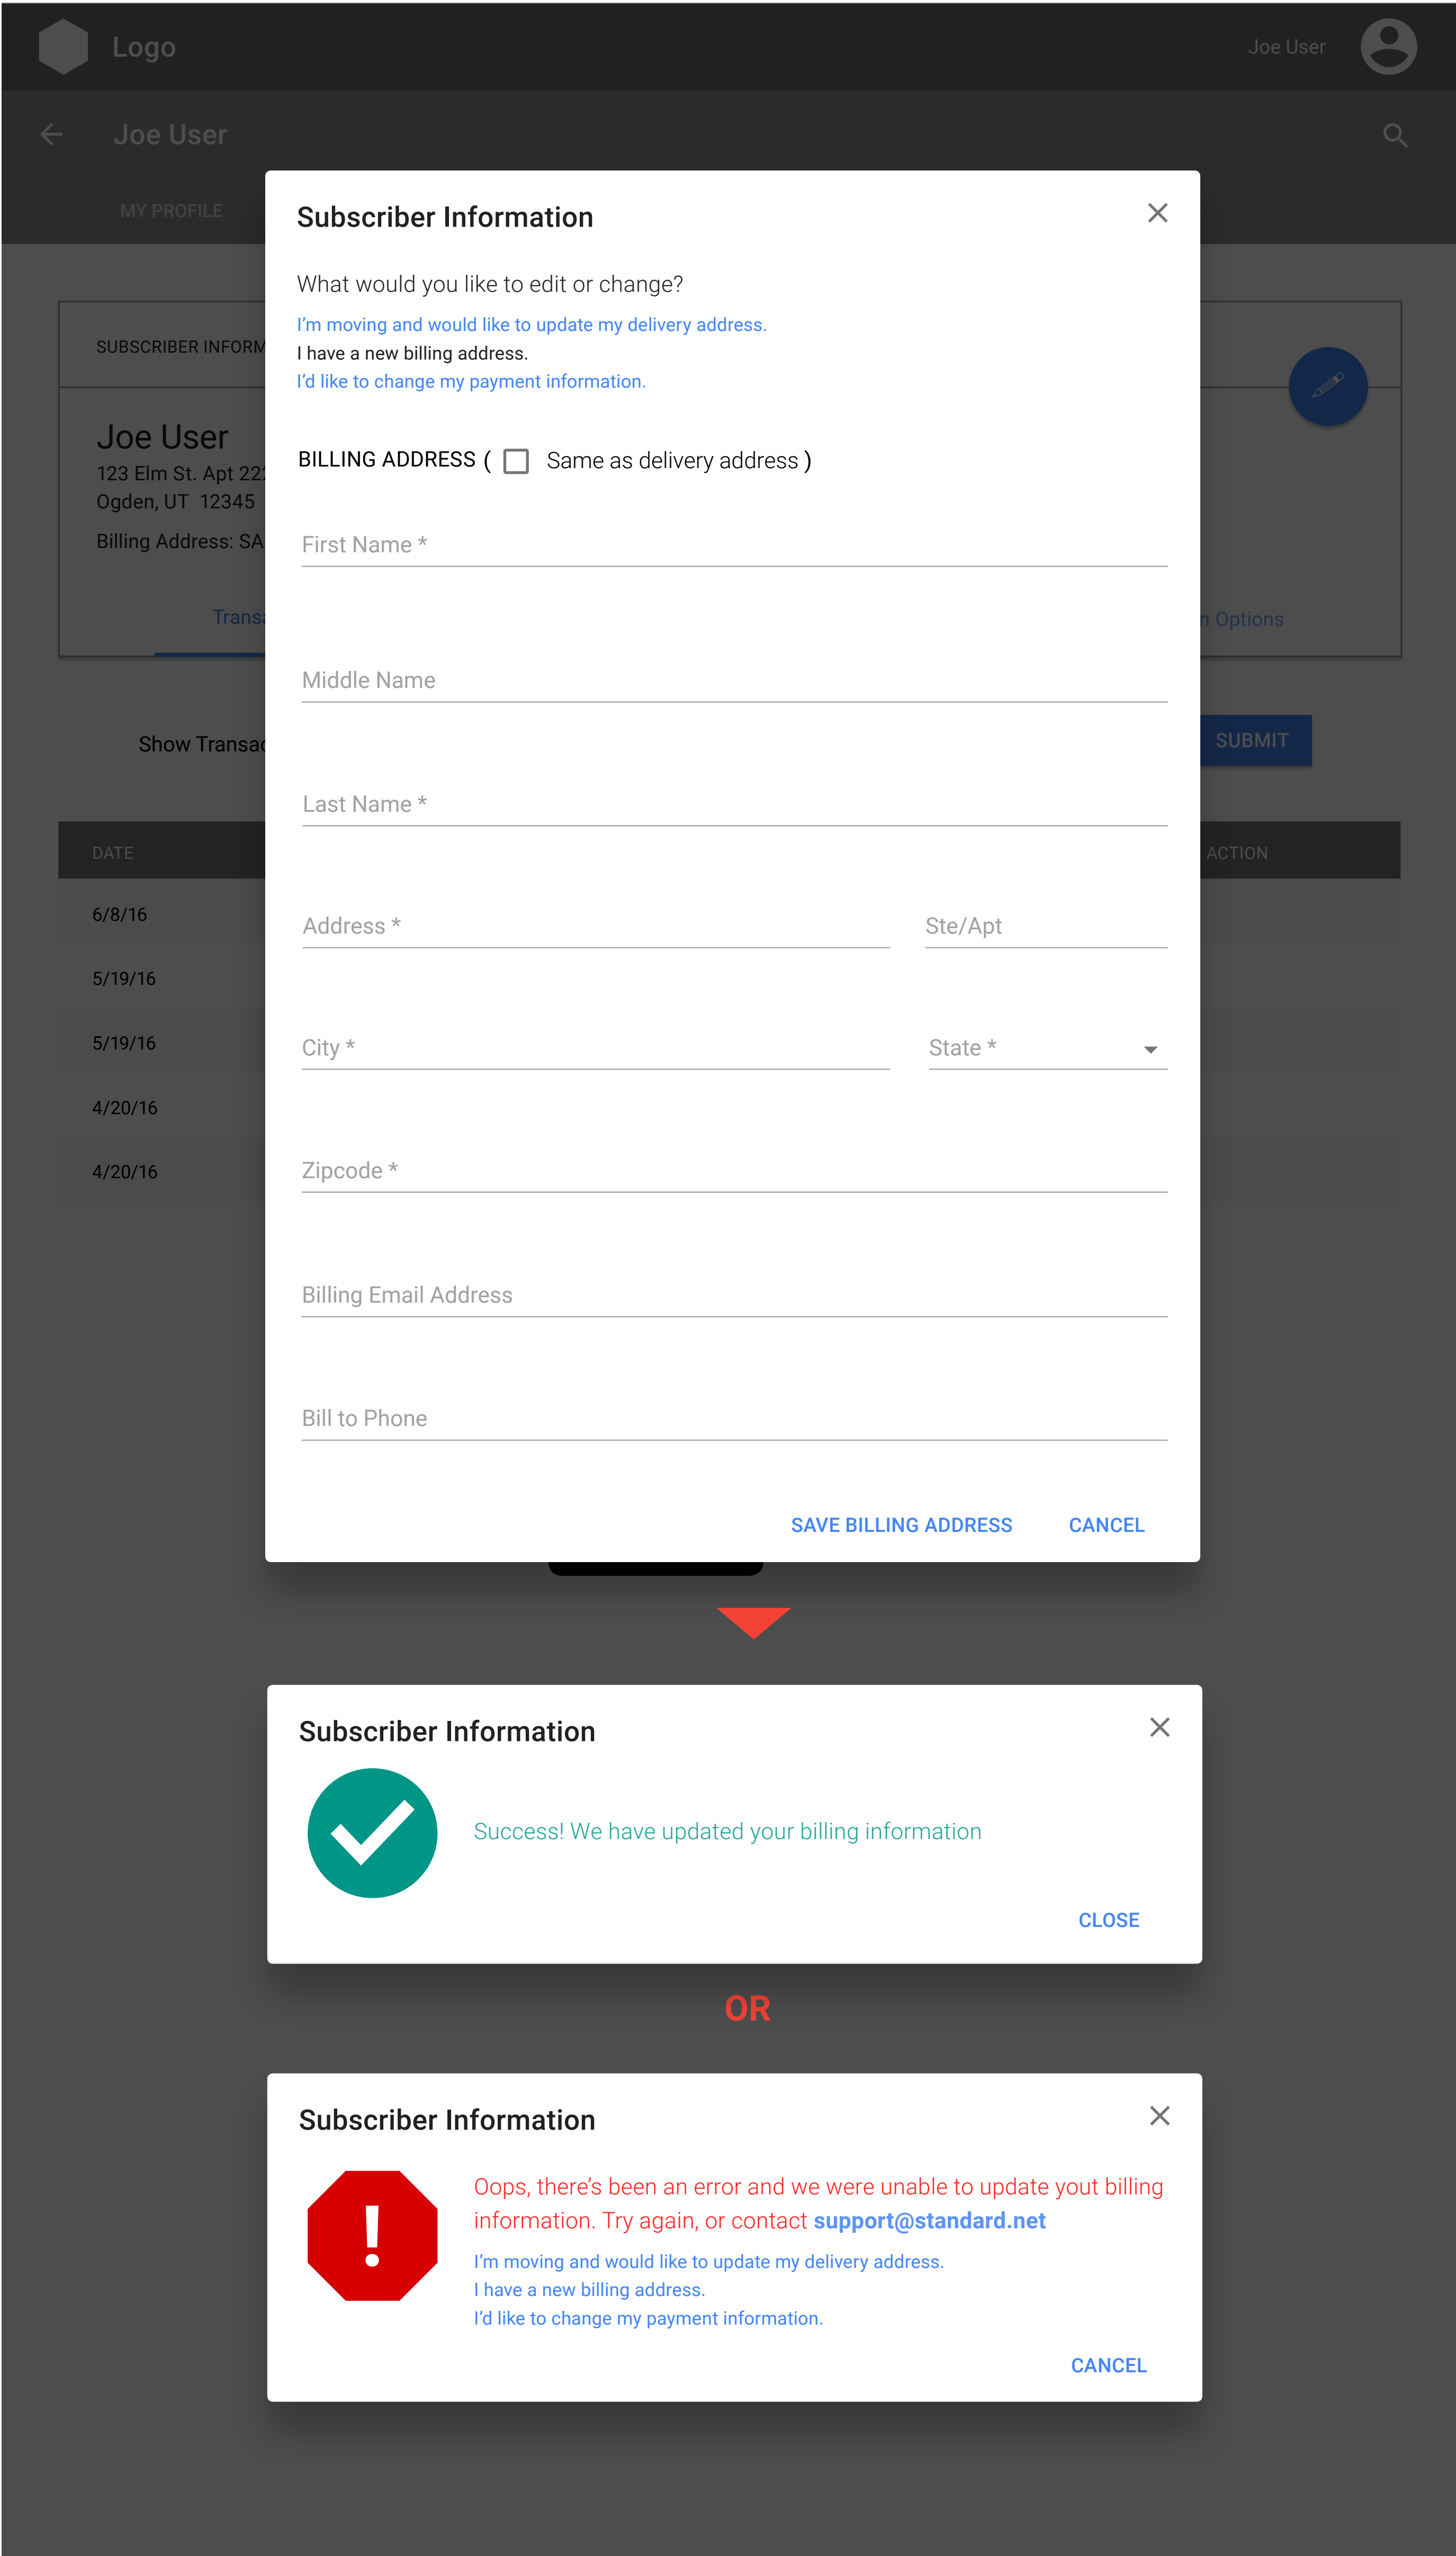 Logo
Joe User
Joe User
MY PROFILE
Subscriber Information
What would you like to edit or change?
I’m moving and would like to update my delivery address.
I have a new billing address.
I’d like to change my payment information.
SUBSCRIBER INFORM
Joe User
123 Elm St. Apt 222
Ogden, UT 12345
Billing Address: SA
Transa
n Options
BILLING ADDRESS ( Same as delivery address )
First Name *
Middle Name
Show Transac
SUBMIT
Last Name *
DATE
ACTION
6/8/16
Address *
Ste/Apt
5/19/16
5/19/16
City *
State *
4/20/16
4/20/16
Zipcode *
Billing Email Address
Bill to Phone
SAVE BILLING ADDRESS
CANCEL
Subscriber Information
Success! We have updated your billing information
CLOSE
OR
Subscriber Information
Oops, there’s been an error and we were unable to update yout billing
information. Try again, or contact support@standard.net
I’m moving and would like to update my delivery address.
I have a new billing address.
I’d like to change my payment information.
CANCEL